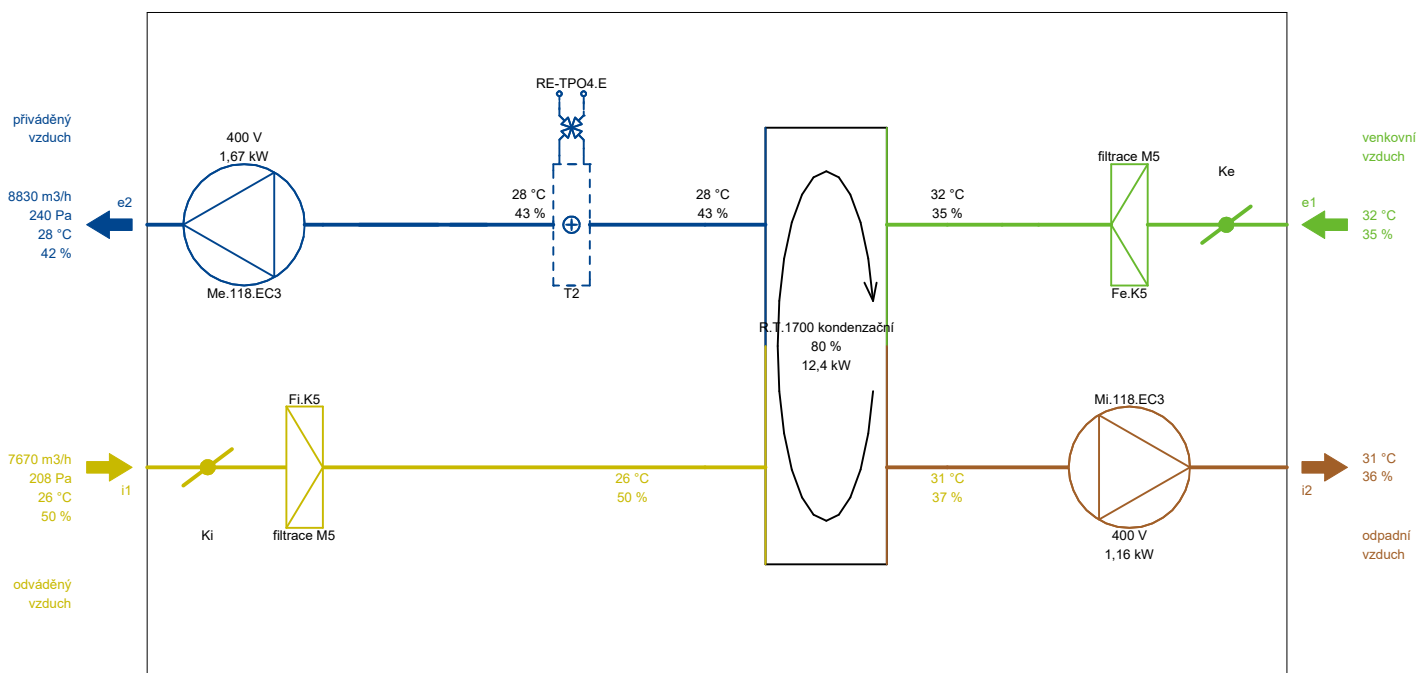 RE-TPO4.E
přiváděný
vzduch
400 V
1,67 kW
venkovní
vzduch
filtrace M5
Ke
8830 m3/h
240 Pa
28 °C
42 %
e2
28 °C
43 %
28 °C
43 %
32 °C
35 %
e1
32 °C
35 %
Me.118.EC3
T2
Fe.K5
R.T.1700 kondenzační
80 %
12,4 kW
Fi.K5
Mi.118.EC3
7670 m3/h
208 Pa
26 °C
50 %
i1
26 °C
50 %
31 °C
37 %
i2
31 °C
36 %
Ki
filtrace M5
400 V
1,16 kW
odpadní
vzduch
odváděný
vzduch